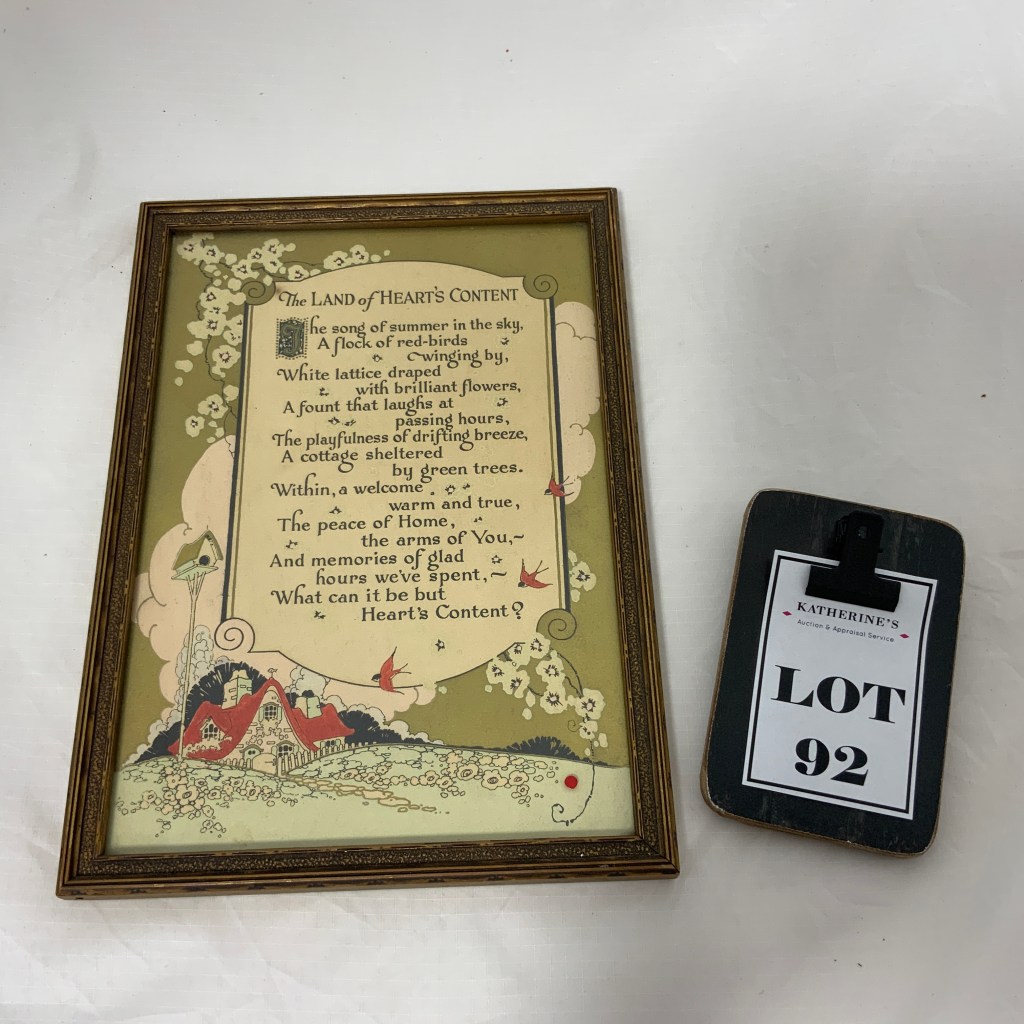 The LAND of HEART'S CONTENT
The song of summer in the sky,
A flock of red-birds
winging by,
White lattice draped
with brilliant flowers,
A fount that laughs at
passing hours,
The playfulness of drifting breeze,
A cottage sheltered
by green trees.
Within, a welcome
warm and true,
The peace of Home,
the arms of You,~
And memories of glad
hours we've spent,~
What can it be but
Heart's Content?
KATHERINE'S
Auction & Appraisal Service
LOT
92